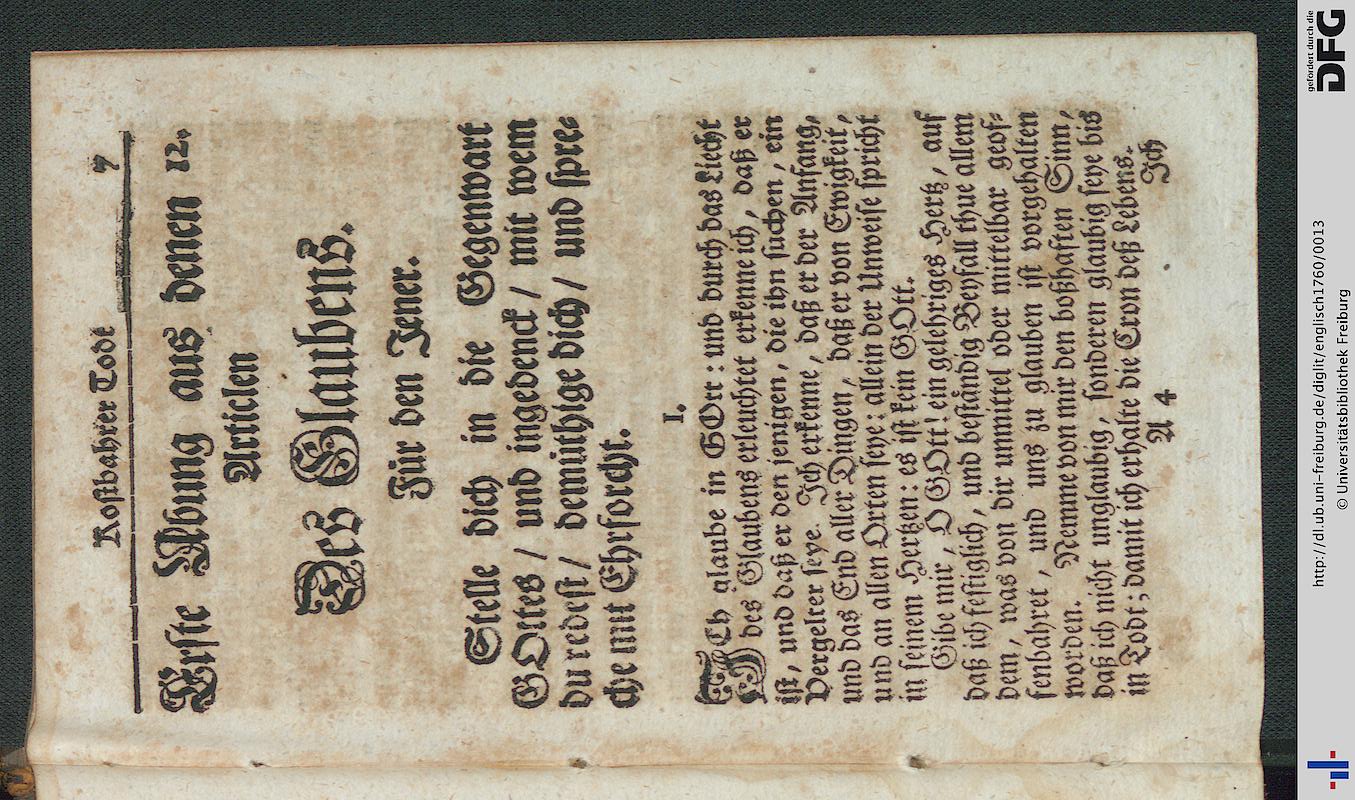 Kostbahrer Todt 7
Erste Übung aus denen 12.
Articlen
Des Glaubens.
Für den Jener.
Stelle dich in die Gegenwart
GOttes / und ingedenck / mit wem
du redest / demüthige dich / und spre-
che mit Ehrforcht.
I.
ICh glaube in GOtt: und durch das Liecht
des Glaubens erleuchtet erkenne ich, daß er
ist, und daß er den jenigen, die ihn suchen, ein
Vergelter seye. Ich erkenne, daß er der Anfang,
und das End aller Dingen, daß er von Ewigkeit,
und an allen Orten seye: allein der Unweise spricht
in seinem Hertzen: es ist kein GOtt.
Gibe mir, O GOtt! ein gelehriges Hertz, auf
daß ich festiglich, und beständig Beyfall thue allem
dem, was von dir unmittel oder mittelbar geof-
fenbahret, und uns zu glauben ist vorgehalten
worden. Nemme von mir den boßhaften Sinn,
daß ich nicht unglaubig, sonderen glaubig seye bis
in Todt; damit ich erhalte die Cron deß Lebens.
A 4 Ich
http://dl.ub.uni-freiburg.de/diglit/englisch1760/0013
© Universitätsbibliothek Freiburg
gefördert durch die
DFG